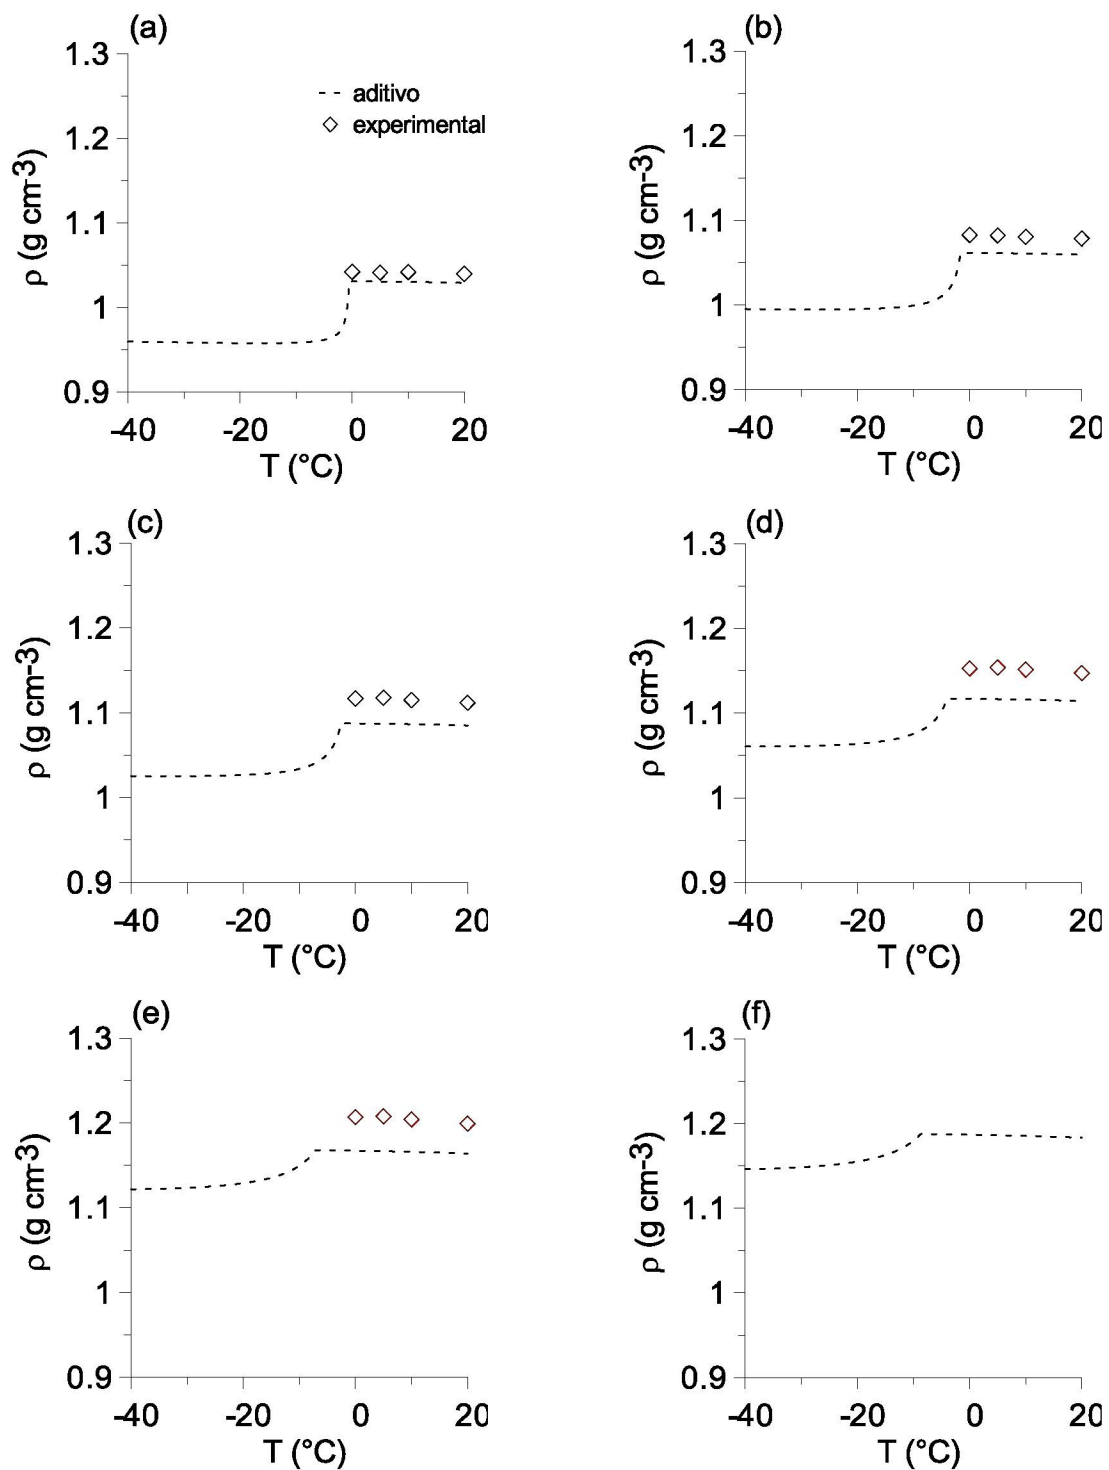 (a)
1.3
1.2
1.1
1
0.9
ρ (g cm-3)
-- aditivo
◇ experimental
-40 -20 0 20
T (°C)
(b)
1.3
1.2
1.1
1
0.9
ρ (g cm-3)
-40 -20 0 20
T (°C)
(c)
1.3
1.2
1.1
1
0.9
ρ (g cm-3)
-40 -20 0 20
T (°C)
(d)
1.3
1.2
1.1
1
0.9
ρ (g cm-3)
-40 -20 0 20
T (°C)
(e)
1.3
1.2
1.1
1
0.9
ρ (g cm-3)
-40 -20 0 20
T (°C)
(f)
1.3
1.2
1.1
1
0.9
ρ (g cm-3)
-40 -20 0 20
T (°C)